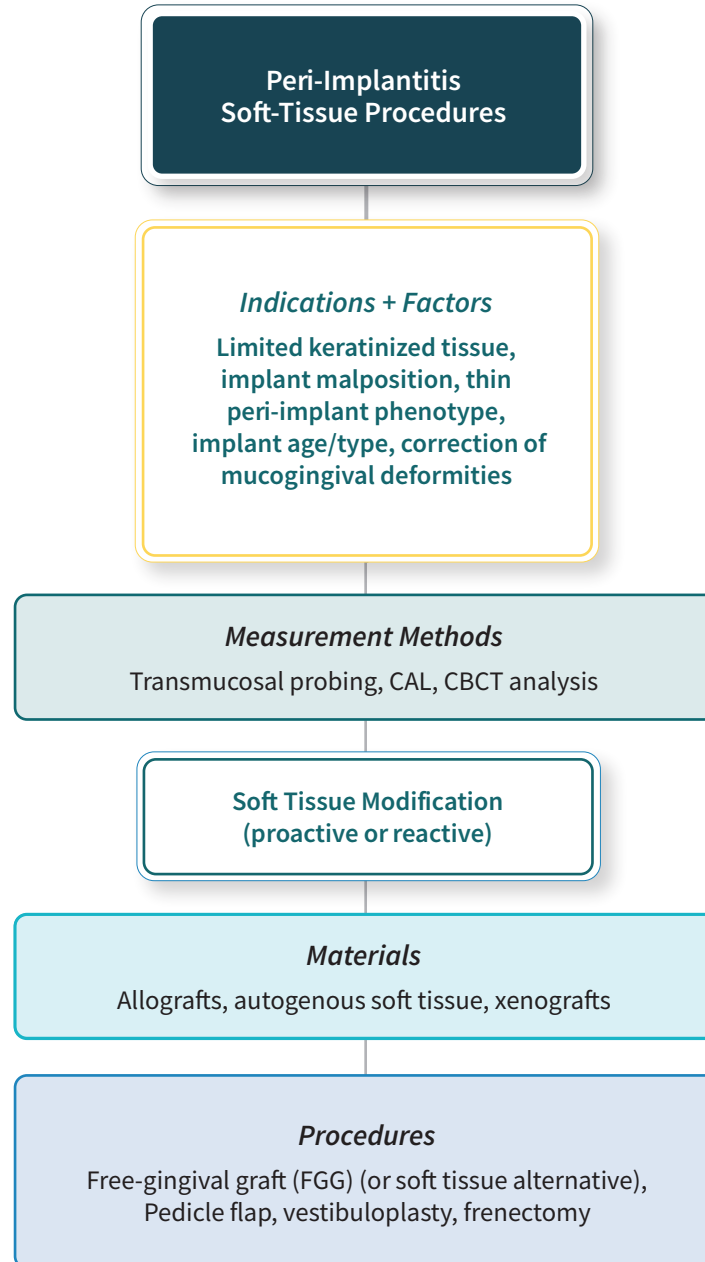 Peri-Implantitis
Soft-Tissue Procedures
Indications + Factors
Limited keratinized tissue,
implant malposition, thin
peri-implant phenotype,
implant age/type, correction of
mucogingival deformities
Measurement Methods
Transmucosal probing, CAL, CBCT analysis
Soft Tissue Modification
(proactive or reactive)
Materials
Allografts, autogenous soft tissue, xenografts
Procedures
Free-gingival graft (FGG) (or soft tissue alternative),
Pedicle flap, vestibuloplasty, frenectomy